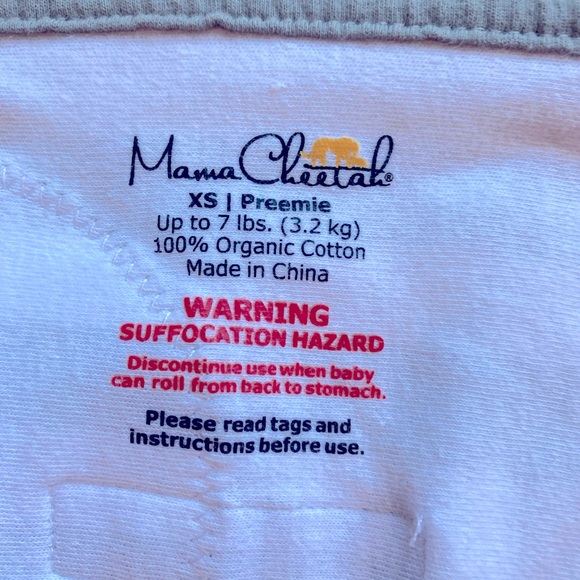 Mama Cheetah®
XS | Preemie
Up to 7 lbs. (3.2 kg)
100% Organic Cotton
Made in China
WARNING
SUFFOCATION HAZARD
Discontinue use when baby
can roll from back to stomach.
Please read tags and
instructions before use.